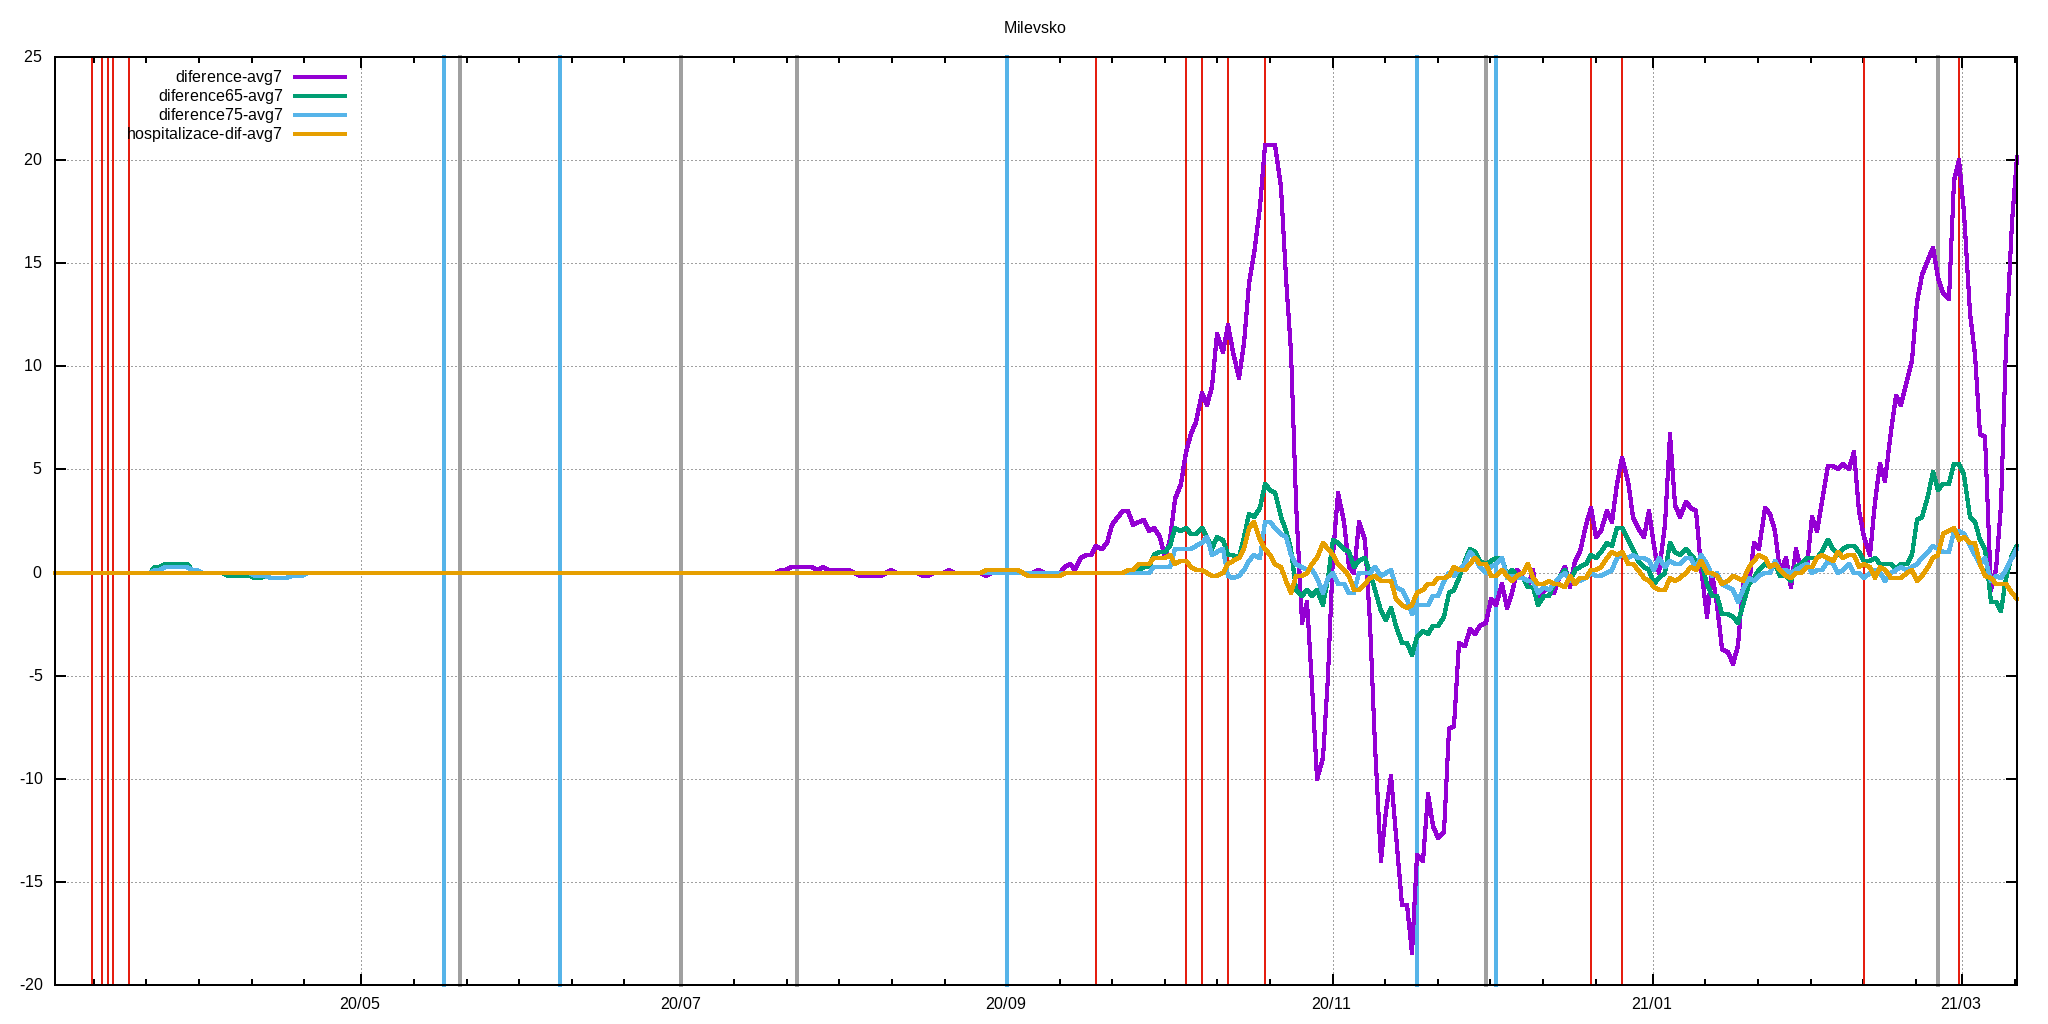 Milevsko
25
diference-avg7
diference65-avg7
diference75-avg7
hospitalizace-dif-avg7
20
15
10
5
0
-5
-10
-15
-20
20/05 20/07 20/09 20/11 21/01 21/03